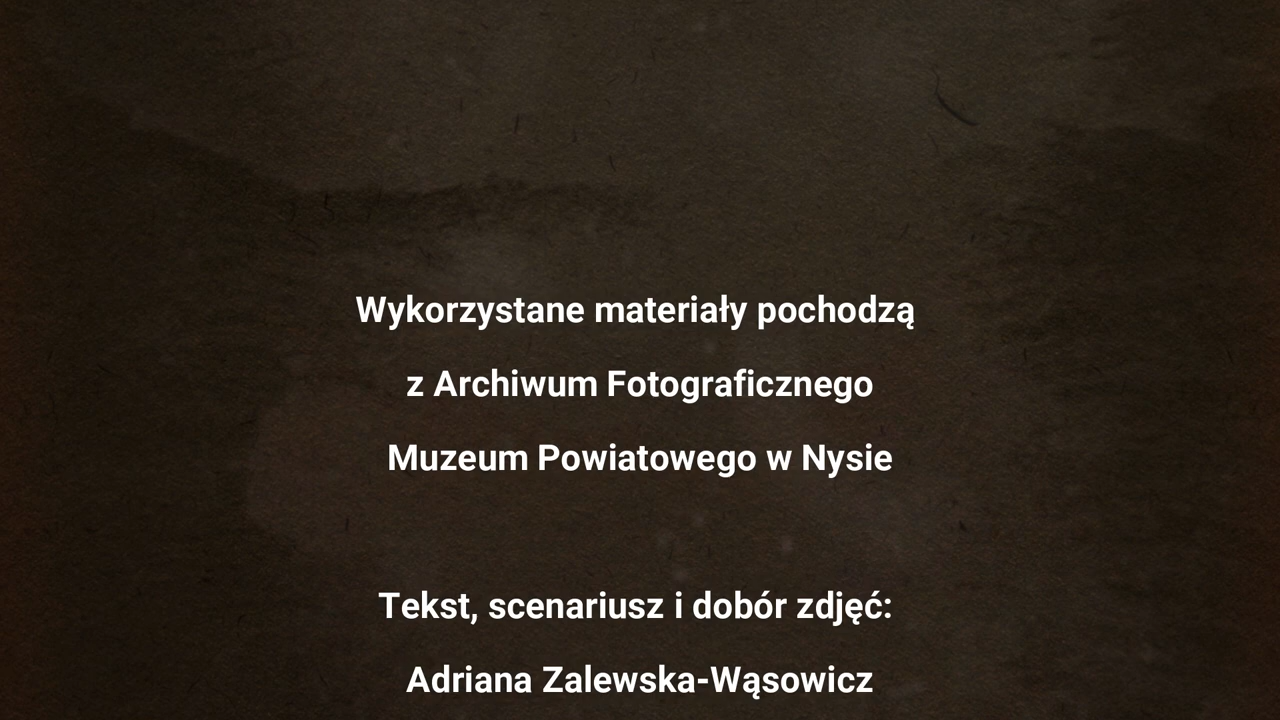 Wykorzystane materiały pochodzą
z Archiwum Fotograficznego
Muzeum Powiatowego w Nysie
Tekst, scenariusz i dobór zdjęć:
Adriana Zalewska-Wąsowicz